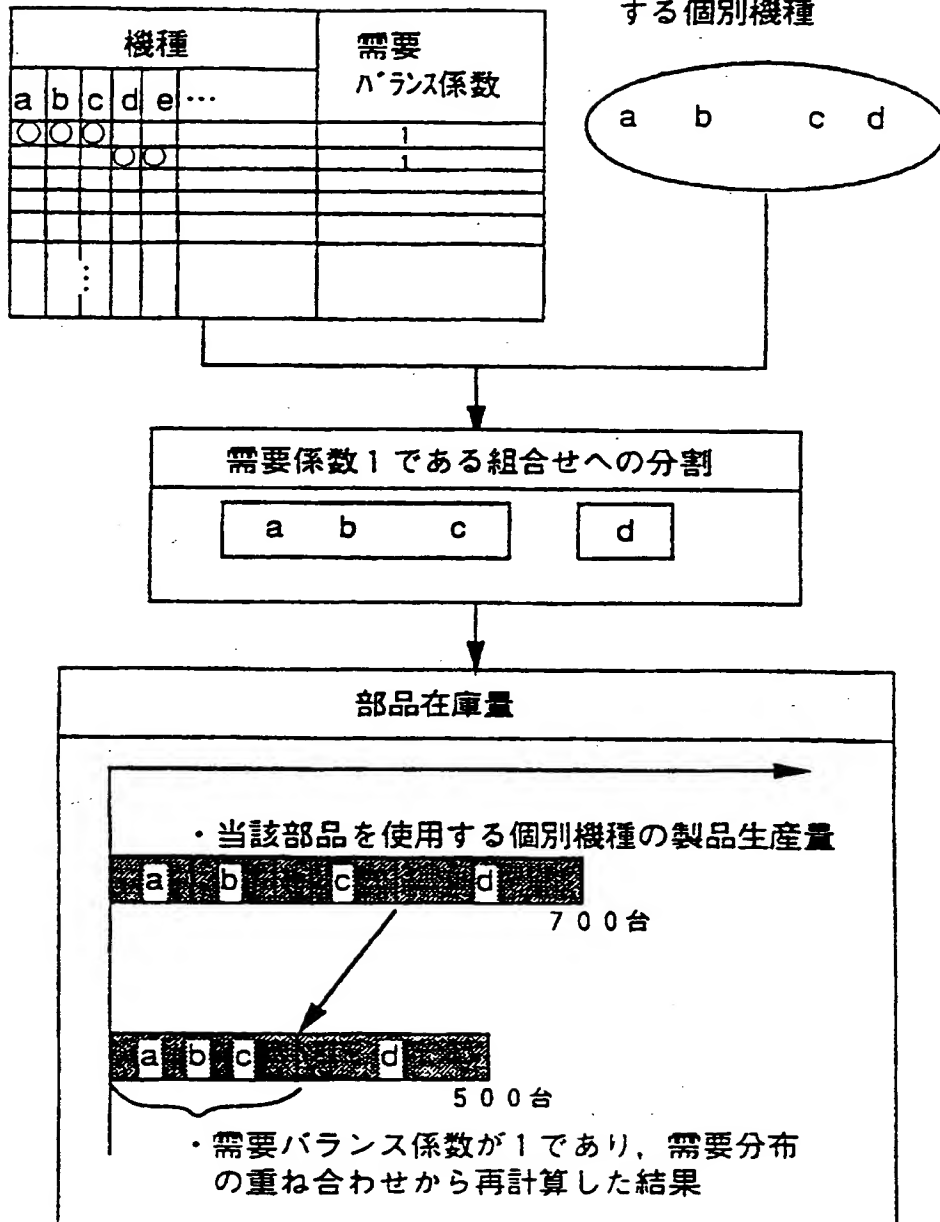 する個別機種
機種
需要
バランス係数
a b c d e …
○ ○ ○ 1
○ ○ 1
⋮
a b c d
需要係数1である組合せへの分割
a b c d
部品在庫量
・当該部品を使用する個別機種の製品生産量
a b c d
700台
a b c d
500台
・需要バランス係数が1であり，需要分布
の重ね合わせから再計算した結果